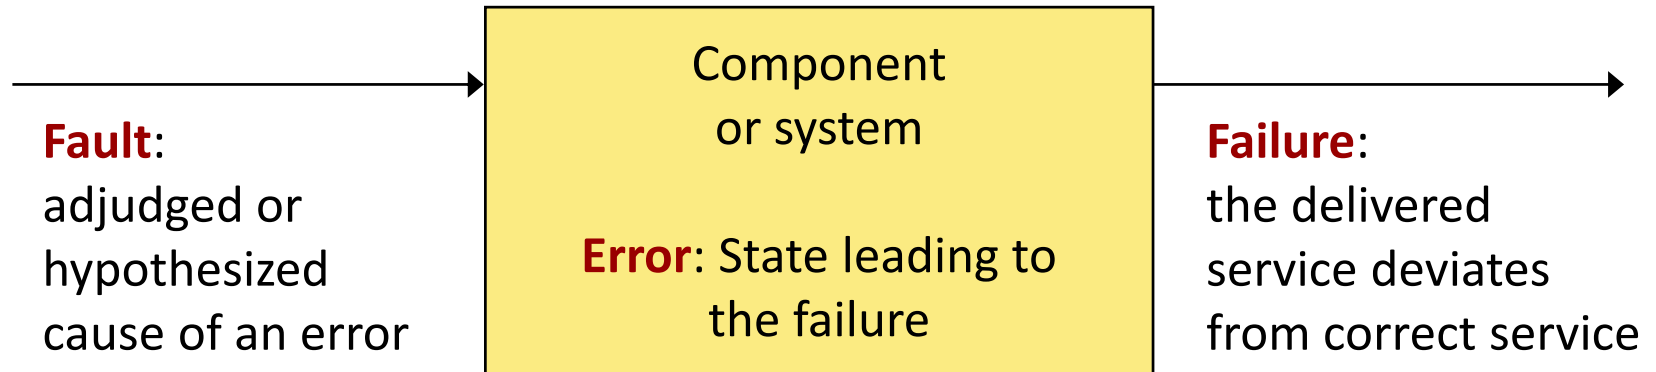 Component
or system
Error: State leading to
the failure
Fault:
adjudged or
hypothesized
cause of an error
Failure:
the delivered
service deviates
from correct service